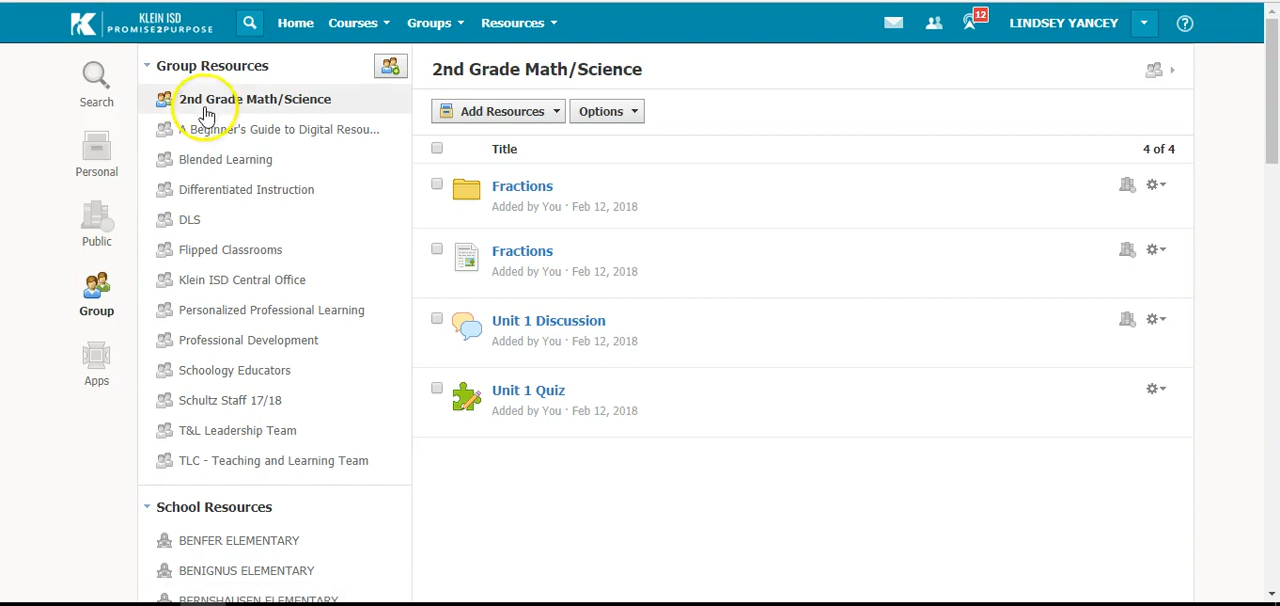 KLEIN ISD
PROMISE2PURPOSE
Home
Courses
Groups
Resources
12
LINDSEY YANCEY
Search
Personal
Public
Group
Apps
Group Resources
2nd Grade Math/Science
A Beginner's Guide to Digital Resou...
Blended Learning
Differentiated Instruction
DLS
Flipped Classrooms
Klein ISD Central Office
Personalized Professional Learning
Professional Development
Schoology Educators
Schultz Staff 17/18
T&L Leadership Team
TLC - Teaching and Learning Team
School Resources
BENFER ELEMENTARY
BENIGNUS ELEMENTARY
BERNSHAUSEN ELEMENTARY
2nd Grade Math/Science
Add Resources
Options
Title
4 of 4
Fractions
Added by You · Feb 12, 2018
Fractions
Added by You · Feb 12, 2018
Unit 1 Discussion
Added by You · Feb 12, 2018
Unit 1 Quiz
Added by You · Feb 12, 2018